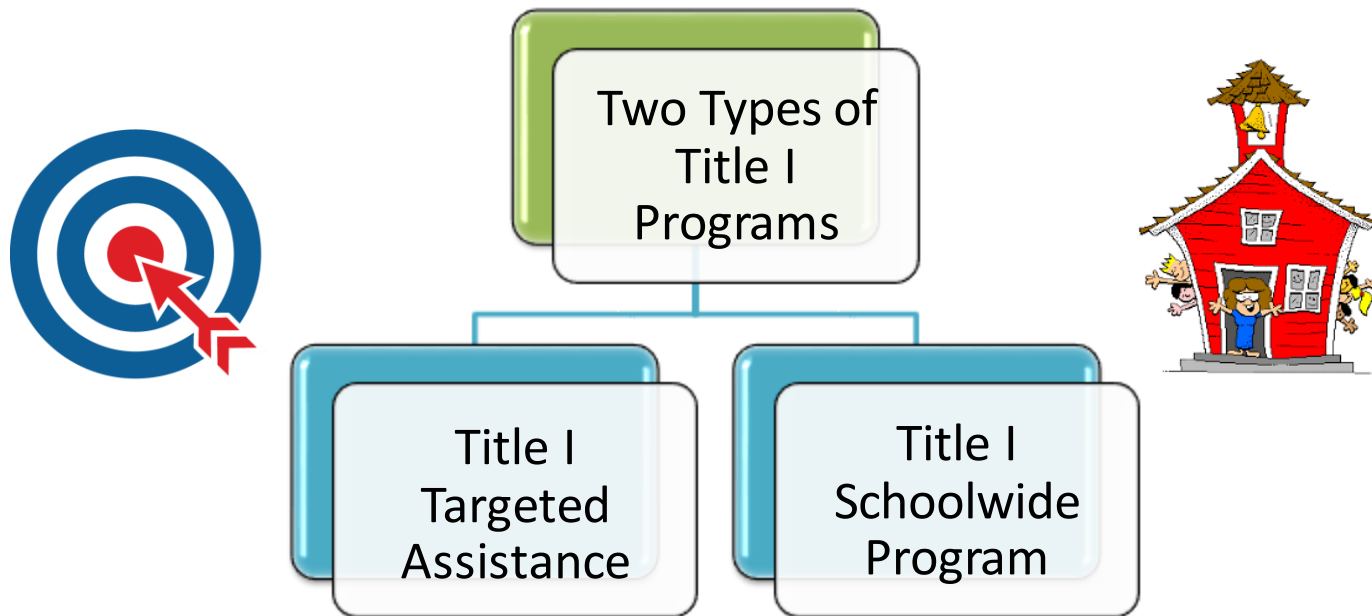 Two Types of
Title I
Programs
Title I
Targeted
Assistance
Title I
Schoolwide
Program